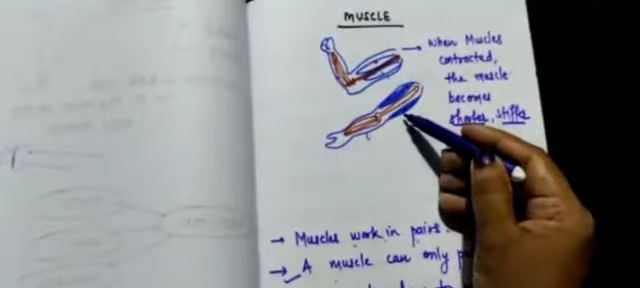 MUSCLE
→ When Muscles
contracted,
the muscle
becomes
shorter, stiffer
→ Muscles work in pairs.
→ A muscle can only